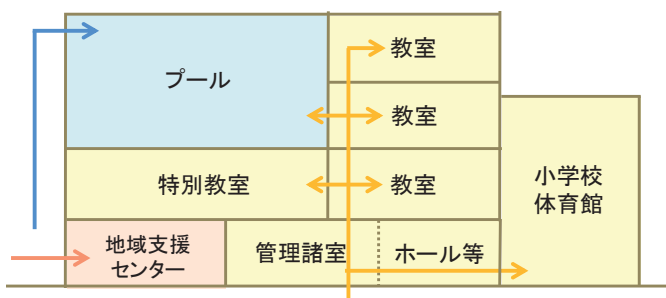 プール
教室
教室
特別教室
教室
小学校
体育館
地域支援
センター
管理諸室
ホール等